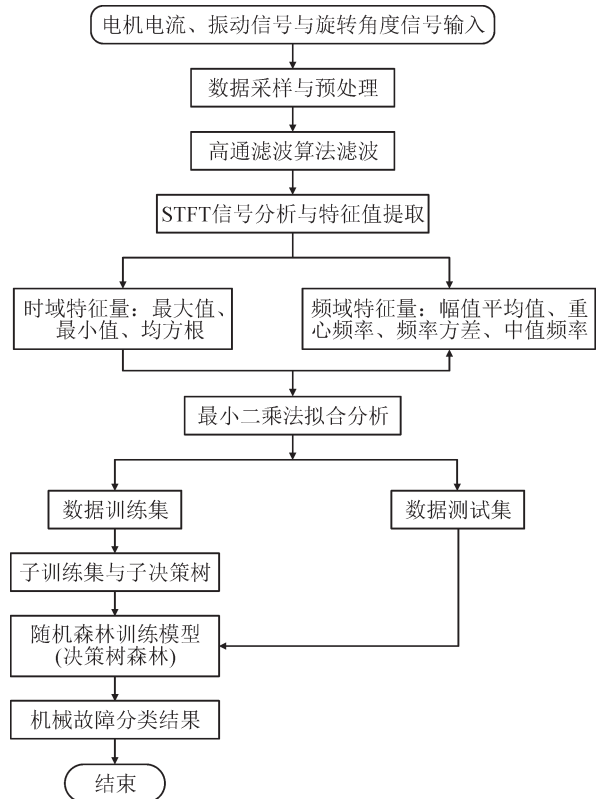 电机电流、振动信号与旋转角度信号输入
数据采样与预处理
高通滤波算法滤波
STFT信号分析与特征值提取
时域特征量：最大值、
最小值、均方根
频域特征量：幅值平均值、重
心频率、频率方差、中值频率
最小二乘法拟合分析
数据训练集
数据测试集
子训练集与子决策树
随机森林训练模型
(决策树森林)
机械故障分类结果
结束